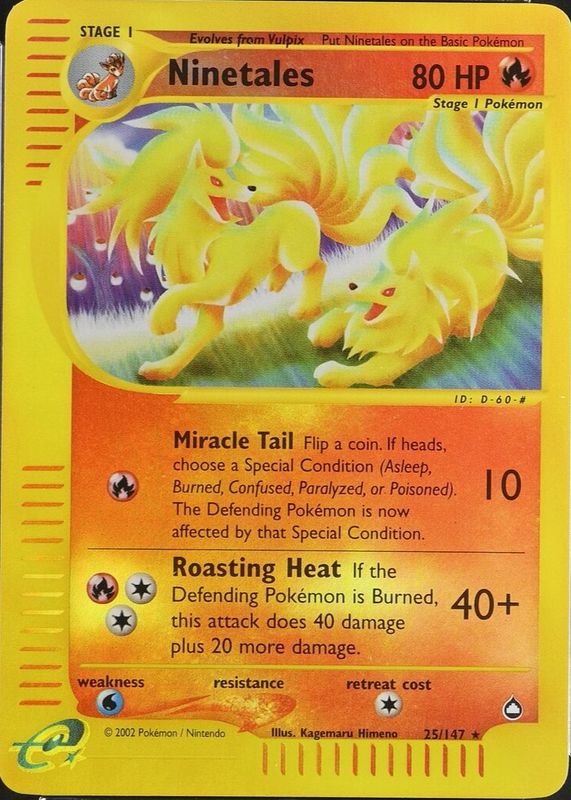 STAGE 1
Evolves from Vulpix Put Ninetales on the Basic Pokémon
Ninetales 80 HP
Stage 1 Pokémon
ID: D-60-#
Miracle Tail Flip a coin. If heads,
choose a Special Condition (Asleep,
Burned, Confused, Paralyzed, or Poisoned).
The Defending Pokémon is now
affected by that Special Condition.
10
Roasting Heat If the
Defending Pokémon is Burned,
this attack does 40 damage
plus 20 more damage.
40+
weakness resistance retreat cost
© 2002 Pokémon / Nintendo Illus. Kagemaru Himeno 25/147 ★
e